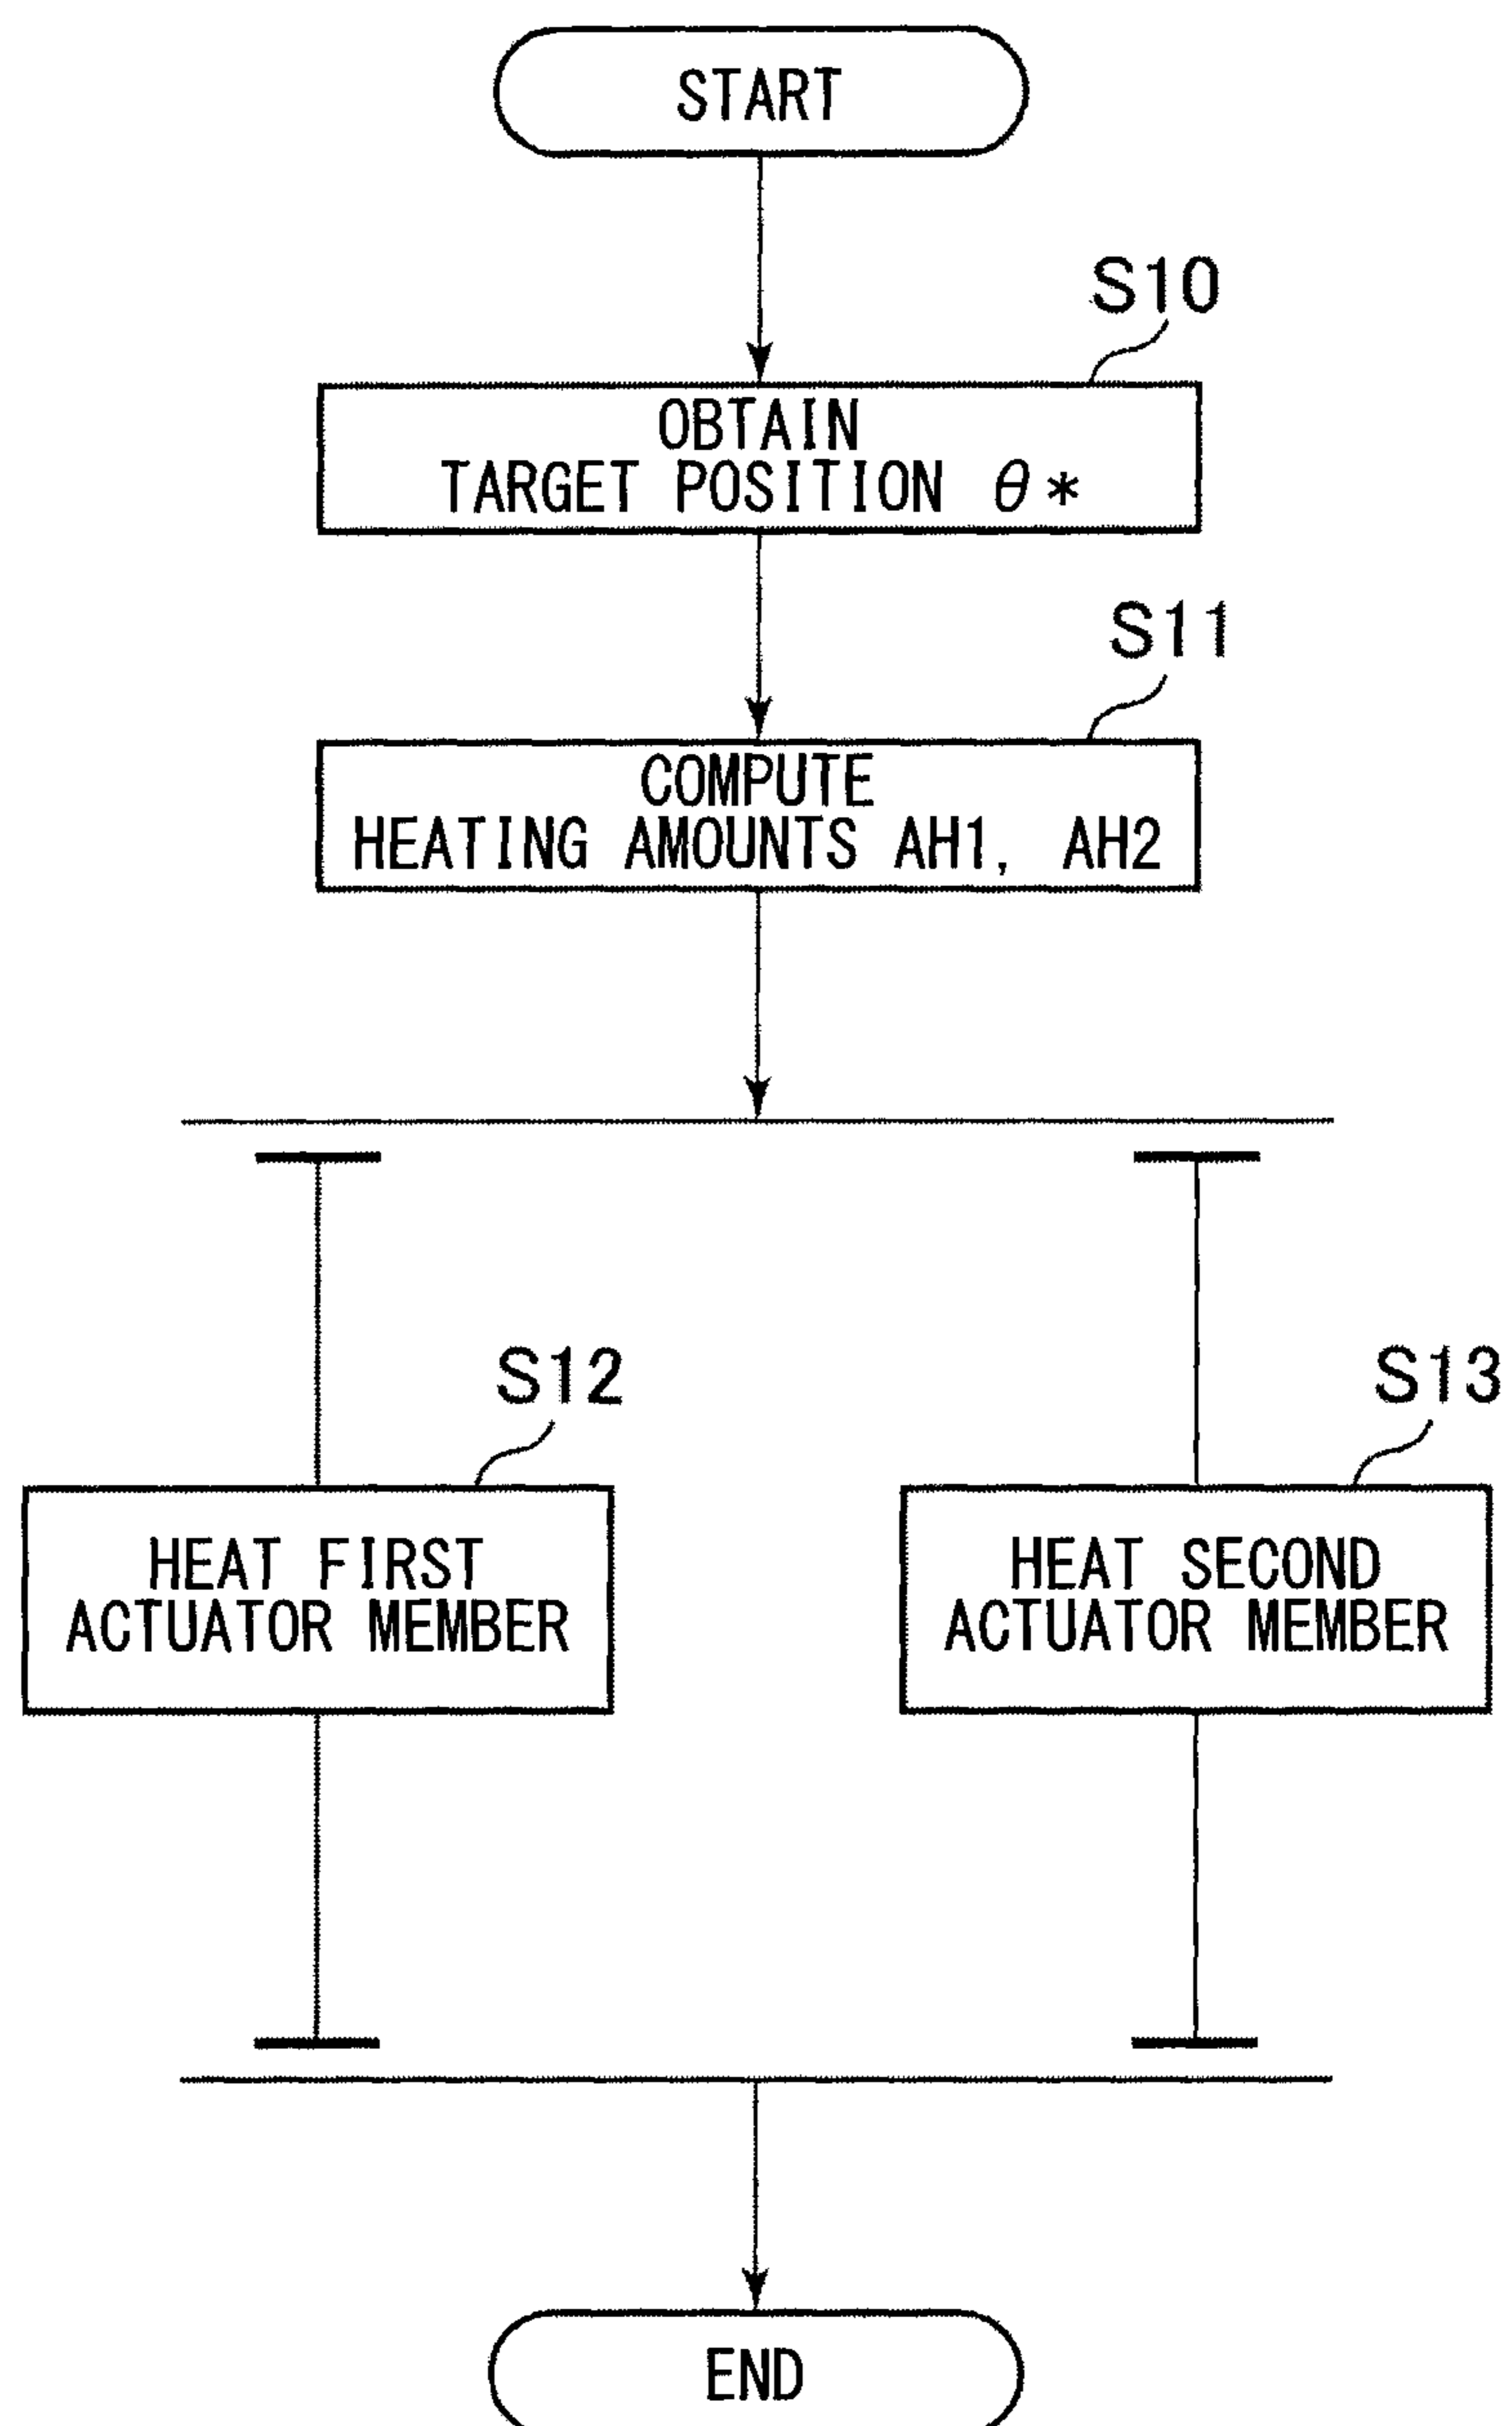 START
S10
OBTAIN
TARGET POSITION θ*
S11
COMPUTE
HEATING AMOUNTS AH1, AH2
S12
HEAT FIRST
ACTUATOR MEMBER
S13
HEAT SECOND
ACTUATOR MEMBER
END